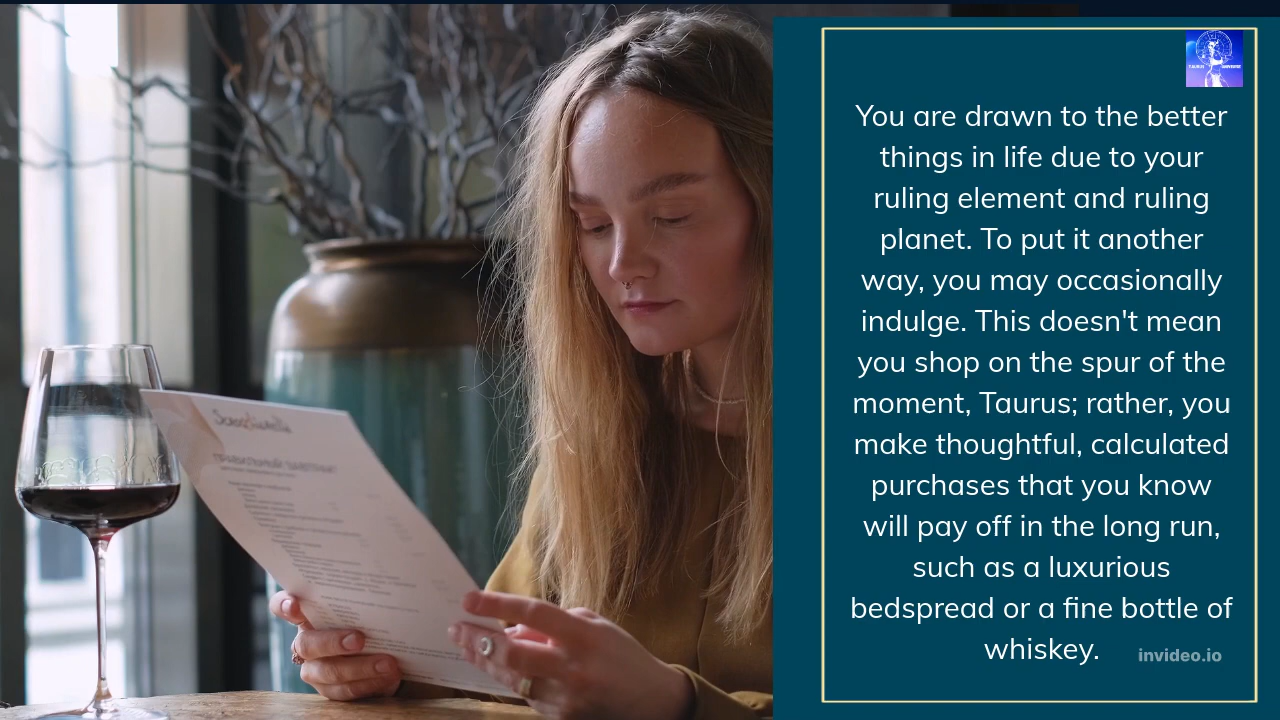 TAURUS UNIVERSE
You are drawn to the better
things in life due to your
ruling element and ruling
planet. To put it another
way, you may occasionally
indulge. This doesn't mean
you shop on the spur of the
moment, Taurus; rather, you
make thoughtful, calculated
purchases that you know
will pay off in the long run,
such as a luxurious
bedspread or a fine bottle of
whiskey.
invideo.io